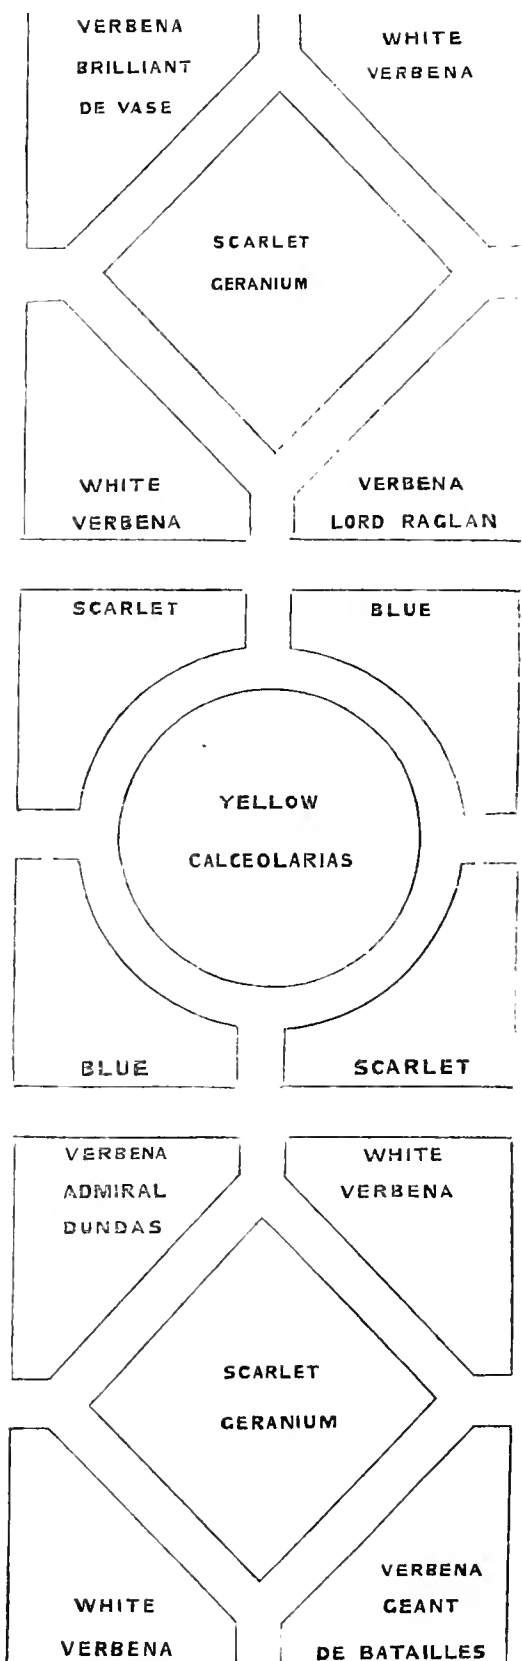 VERBENA
BRILLIANT
DE VASE
WHITE
VERBENA
SCARLET
GERANIUM
WHITE
VERBENA
VERBENA
LORD RAGLAN
SCARLET
BLUE
YELLOW
CALCEOLARIAS
BLUE
SCARLET
VERBENA
ADMIRAL
DUNDAS
WHITE
VERBENA
SCARLET
GERANIUM
WHITE
VERBENA
VERBENA
GEANT
DE BATAILLES